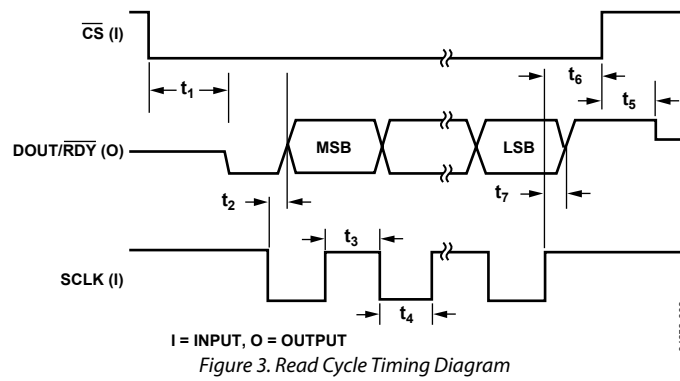 CS (I)
t6
t1
t5
DOUT/RDY (O)
MSB
LSB
t2
t7
t3
SCLK (I)
t4
I = INPUT, O = OUTPUT
Figure 3. Read Cycle Timing Diagram